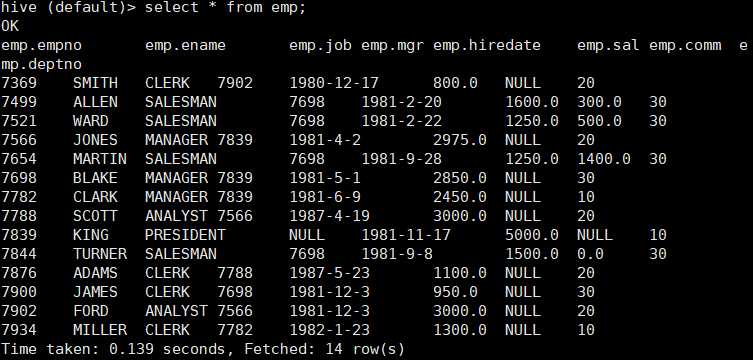 hive (default)> select * from emp;
OK
emp.empno	emp.ename	emp.job	emp.mgr	emp.hiredate	emp.sal	emp.comm	e
mp.deptno
7369	SMITH	CLERK	7902	1980-12-17	800.0	NULL	20
7499	ALLEN	SALESMAN	7698	1981-2-20	1600.0	300.0	30
7521	WARD	SALESMAN	7698	1981-2-22	1250.0	500.0	30
7566	JONES	MANAGER	7839	1981-4-2	2975.0	NULL	20
7654	MARTIN	SALESMAN	7698	1981-9-28	1250.0	1400.0	30
7698	BLAKE	MANAGER	7839	1981-5-1	2850.0	NULL	30
7782	CLARK	MANAGER	7839	1981-6-9	2450.0	NULL	10
7788	SCOTT	ANALYST	7566	1987-4-19	3000.0	NULL	20
7839	KING	PRESIDENT	NULL	1981-11-17	5000.0	NULL	10
7844	TURNER	SALESMAN	7698	1981-9-8	1500.0	0.0	30
7876	ADAMS	CLERK	7788	1987-5-23	1100.0	NULL	20
7900	JAMES	CLERK	7698	1981-12-3	950.0	NULL	30
7902	FORD	ANALYST	7566	1981-12-3	3000.0	NULL	20
7934	MILLER	CLERK	7782	1982-1-23	1300.0	NULL	10
Time taken: 0.139 seconds, Fetched: 14 row(s)